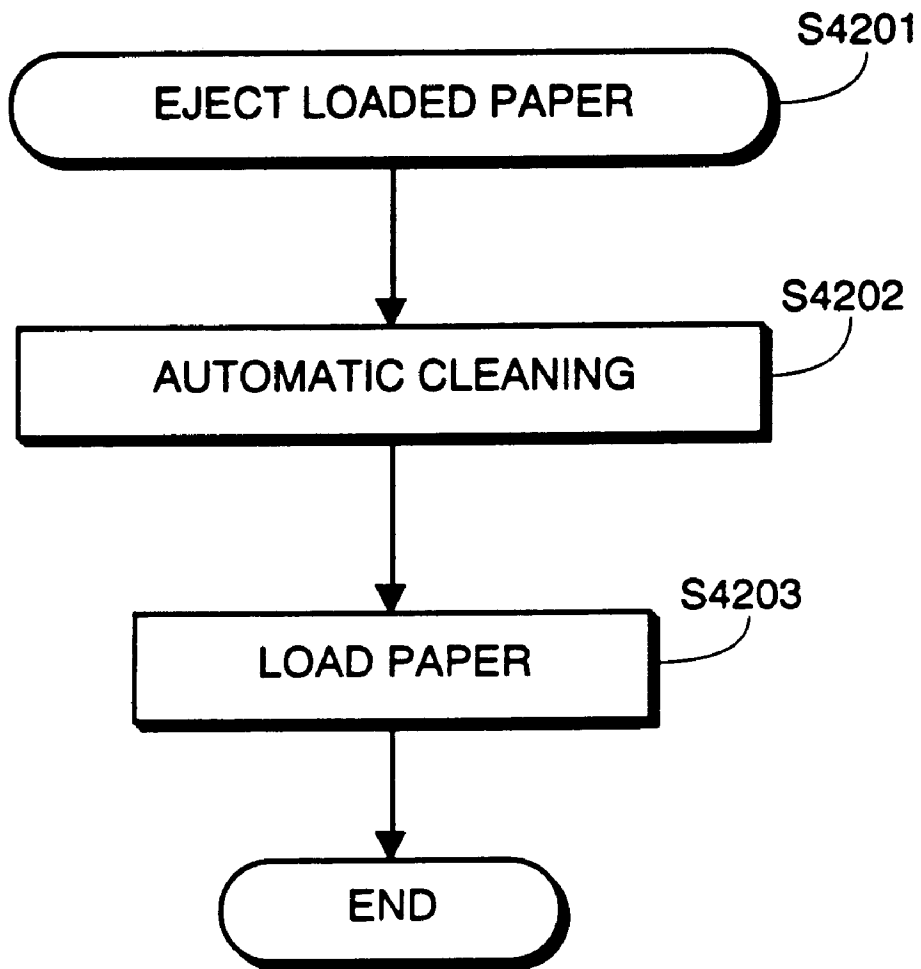 S4201
EJECT LOADED PAPER
S4202
AUTOMATIC CLEANING
S4203
LOAD PAPER
END